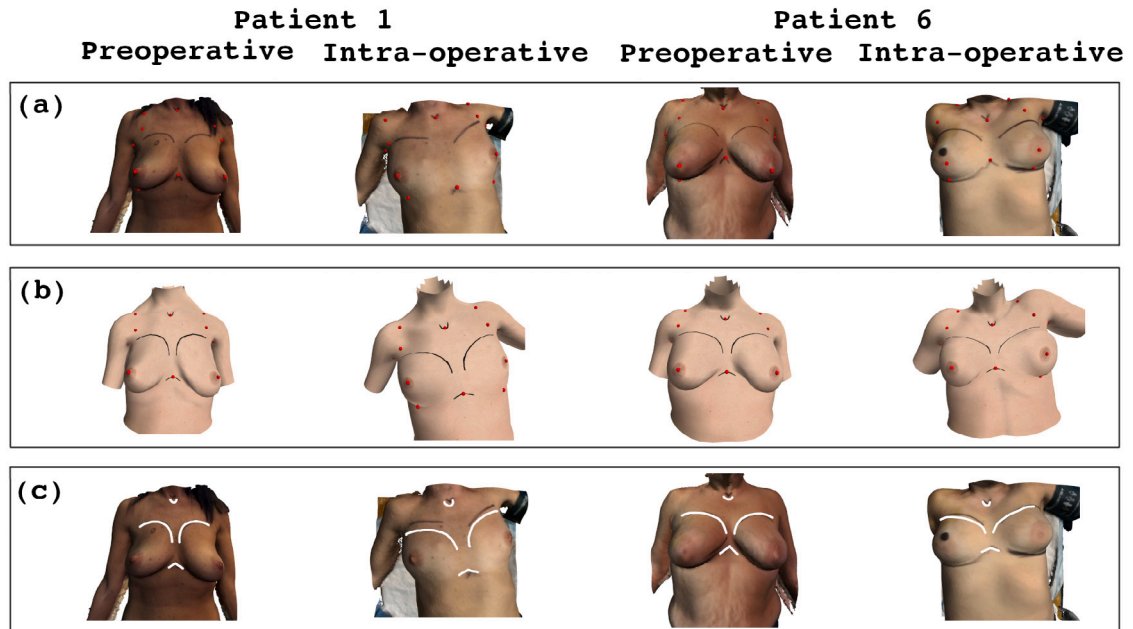 Patient 1 Patient 6
Preoperative Intra-operative Preoperative Intra-operative
(a)
(b)
(c)